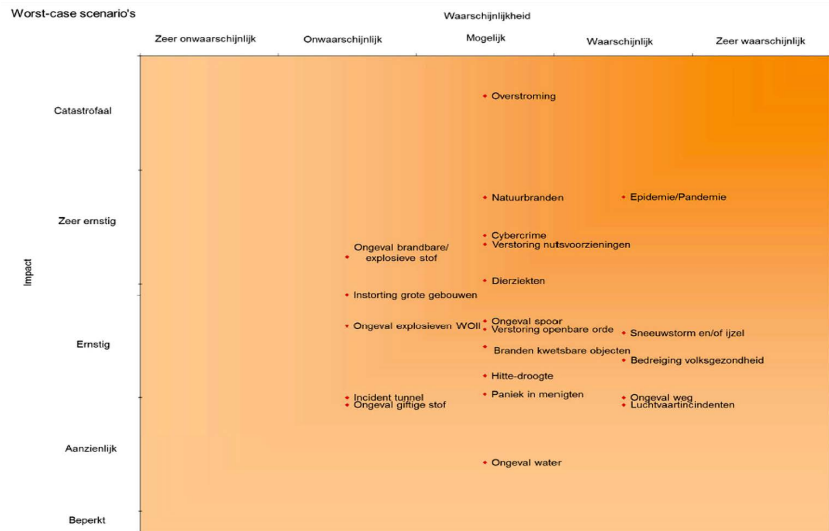 Worst-case scenario's
Waarschijnlijkheid
Zeer onwaarschijnlijk
Onwaarschijnlijk
Mogelijk
Waarschijnlijk
Zeer waarschijnlijk
Impact
Catastrofaal
Overstroming
Zeer ernstig
Natuurbranden
Epidemie/Pandemie
Cybercrime
Verstoring nutsvoorzieningen
Ongeval brandbare/
explosieve stof
Dierziekten
Instorting grote gebouwen
Ernstig
Ongeval spoor
Ongeval explosieven WOII
Verstoring openbare orde
Sneeuwstorm en/of ijzel
Branden kwetsbare objecten
Bedreiging volksgezondheid
Hitte-droogte
Paniek in menigten
Incident tunnel
Ongeval weg
Ongeval giftige stof
Luchtvaartincidenten
Aanzienlijk
Ongeval water
Beperkt